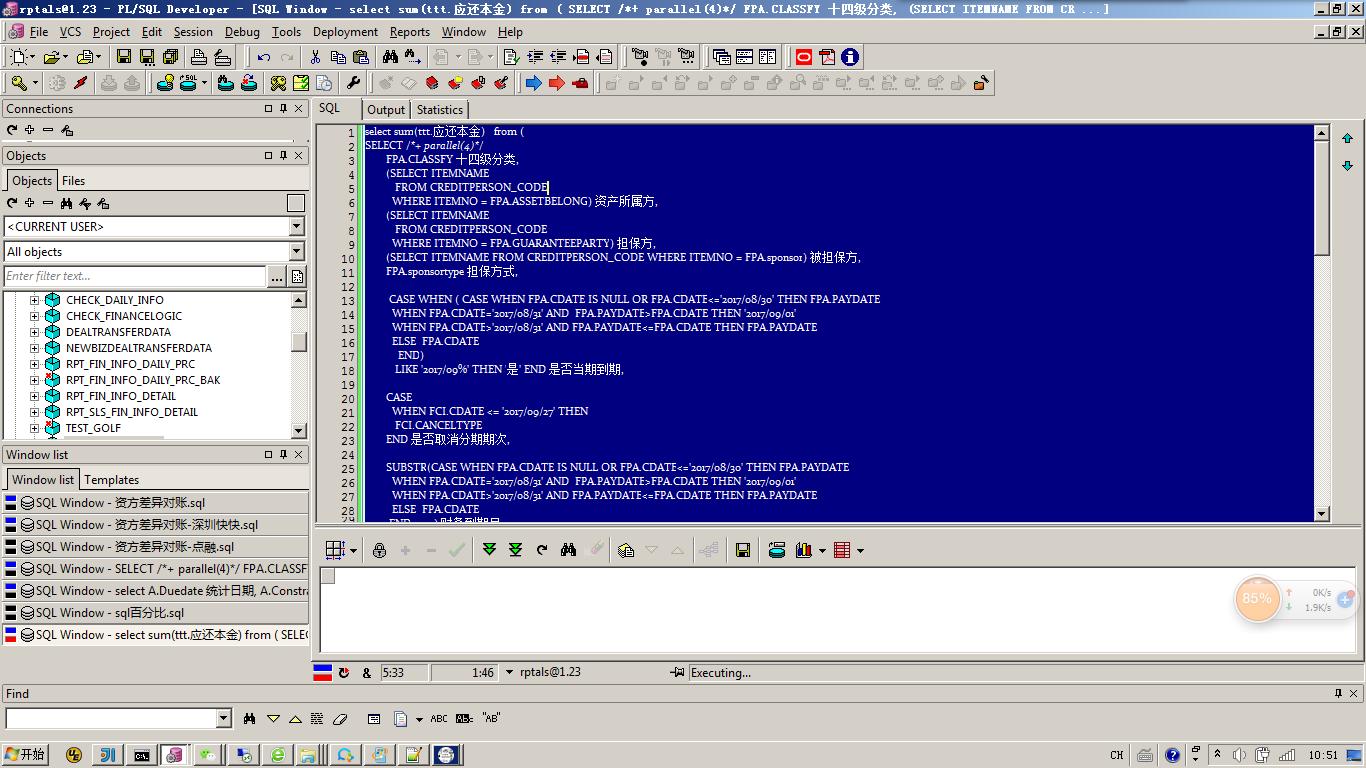 rptals@1.23 - PL/SQL Developer - [SQL Window - select sum(ttt.应还本金) from ( SELECT /*+ parallel(4)*/ FPA.CLASSFY 十四级分类, (SELECT ITEMNAME FROM CR ...]
File VCS Project Edit Session Debug Tools Deployment Reports Window Help
Connections
Objects
Objects Files
<CURRENT USER>
All objects
Enter filter text...
CHECK_DAILY_INFO
CHECK_FINANCELOGIC
DEALTRANSFERDATA
NEWBIZDEALTRANSFERDATA
RPT_FIN_INFO_DAILY_PRC
RPT_FIN_INFO_DAILY_PRC_BAK
RPT_FIN_INFO_DETAIL
RPT_SLS_FIN_INFO_DETAIL
TEST_GOLF
Window list
Window list Templates
SQL Window - 资方差异对账.sql
SQL Window - 资方差异对账-深圳快快.sql
SQL Window - 资方差异对账-点融.sql
SQL Window - SELECT /*+ parallel(4)*/ FPA.CLASSF
SQL Window - select A.Duedate 统计日期, A.Constra
SQL Window - sql百分比.sql
SQL Window - select sum(ttt.应还本金) from ( SELEC
SQL Output Statistics
1 select sum(ttt.应还本金) from (
2 SELECT /*+ parallel(4)*/
3 FPA.CLASSFY 十四级分类,
4 (SELECT ITEMNAME
5 FROM CREDITPERSON_CODE
6 WHERE ITEMNO = FPA.ASSETBELONG) 资产所属方,
7 (SELECT ITEMNAME
8 FROM CREDITPERSON_CODE
9 WHERE ITEMNO = FPA.GUARANTEEPARTY) 担保方,
10 (SELECT ITEMNAME FROM CREDITPERSON_CODE WHERE ITEMNO = FPA.sponsor) 被担保方,
11 FPA.sponsortype 担保方式,
12
13 CASE WHEN ( CASE WHEN FPA.CDATE IS NULL OR FPA.CDATE<='2017/08/30' THEN FPA.PAYDATE
14 WHEN FPA.CDATE='2017/08/31' AND FPA.PAYDATE>FPA.CDATE THEN '2017/09/01'
15 WHEN FPA.CDATE>'2017/08/31' AND FPA.PAYDATE<=FPA.CDATE THEN FPA.PAYDATE
16 ELSE FPA.CDATE
17 END)
18 LIKE '2017/09%' THEN '是' END 是否当期到期,
19
20 CASE
21 WHEN FCI.CDATE <= '2017/09/27' THEN
22 FCI.CANCELTYPE
23 END 是否取消分期期次,
24
25 SUBSTR(CASE WHEN FPA.CDATE IS NULL OR FPA.CDATE<='2017/08/30' THEN FPA.PAYDATE
26 WHEN FPA.CDATE='2017/08/31' AND FPA.PAYDATE>FPA.CDATE THEN '2017/09/01'
27 WHEN FPA.CDATE>'2017/08/31' AND FPA.PAYDATE<=FPA.CDATE THEN FPA.PAYDATE
28 ELSE FPA.CDATE
29
85%
0K/s
1.9K/s
& 5:33 1:46 rptals@1.23 Executing...
Find
ABC "AB"
开始 CH 10:51